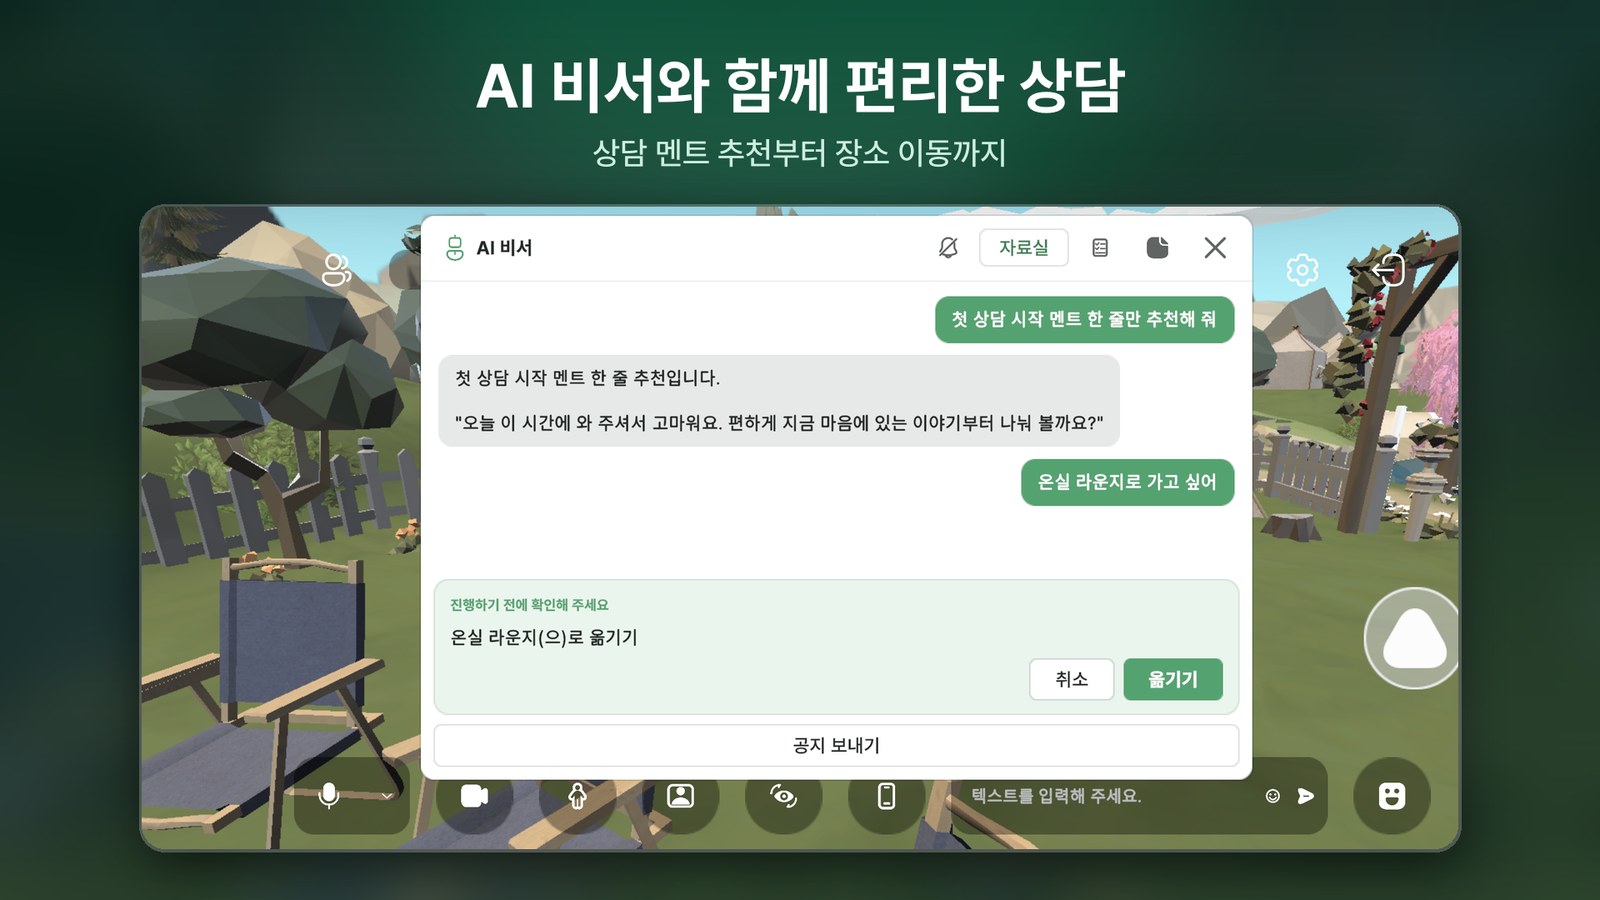 AI 비서와 함께 편리한 상담
상담 멘트 추천부터 장소 이동까지
AI 비서
자료실
첫 상담 시작 멘트 한 줄만 추천해 줘
첫 상담 시작 멘트 한 줄 추천입니다.
"오늘 이 시간에 와 주셔서 고마워요. 편하게 지금 마음에 있는 이야기부터 나눠 볼까요?"
온실 라운지로 가고 싶어
진행하기 전에 확인해 주세요
온실 라운지(으)로 옮기기
취소
옮기기
공지 보내기
텍스트를 입력해 주세요.